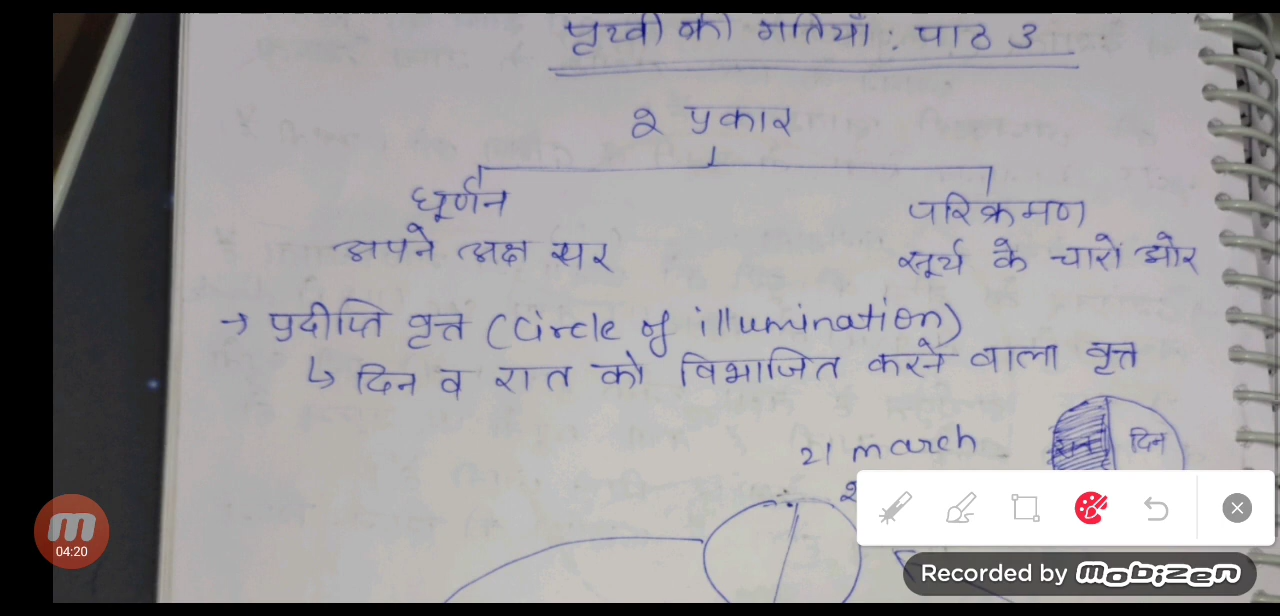 पृथ्वी की गतियाँ: पाठ 3
2 प्रकार
घूर्णन
अपने अक्ष पर
परिक्रमण
सूर्य के चारो ओर
→ प्रदीप्ति वृत्त (Circle of illumination)
↳ दिन व रात को विभाजित करने वाला वृत्त
21 march
रात दिन
04:20
Recorded by mobizen